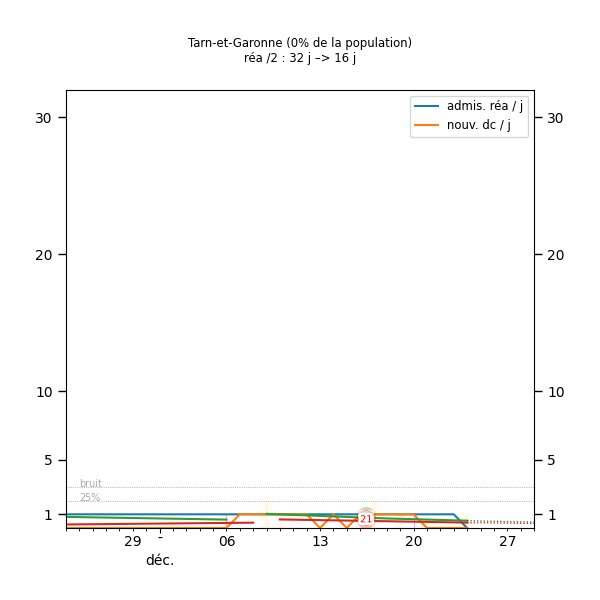 Tarn-et-Garonne (0% de la population)
réa /2 : 32 j –> 16 j
admis. réa / j
nouv. dc / j
30 30
20 20
10 10
5 5
bruit
25%
1 21 1
29 - 06 13 20 27
déc.